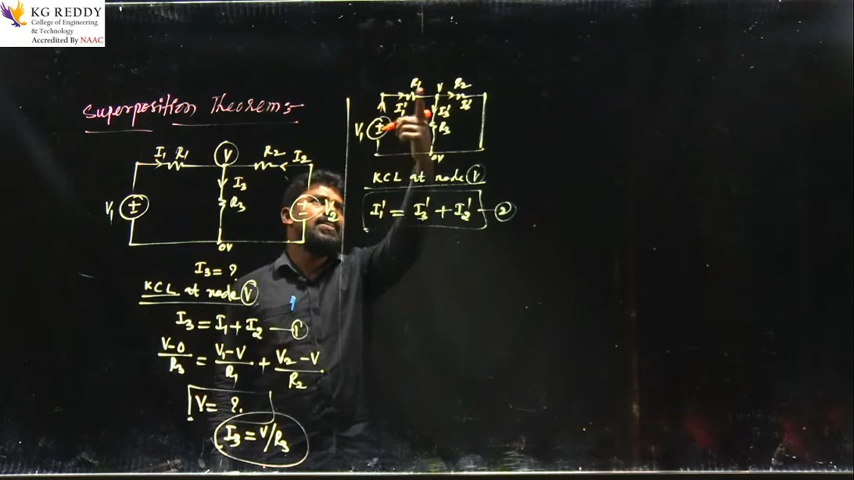 KG REDDY
College of Engineering
& Technology
Accredited By NAAC
Superposition Theorem:-
I1 R1 V R2 I2
V1 ± I3 R3 ± V2
0V
I3 = ?
KCL at node V
I3 = I1 + I2 — 1
V-0/R3 = V1-V/R1 + V2-V/R2
V = ?
I3 = V/R3
R1 V R2
I1' I3' I2'
V1 ± R3
0V
KCL at node V
I1' = I3' + I2' — 2